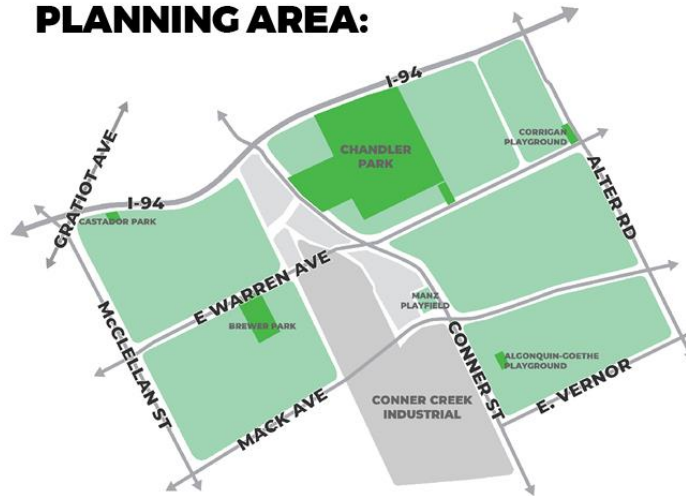 PLANNING AREA:
I-94
CHANDLER
PARK
CORRIGAN
PLAYGROUND
GRATIOT AVE
I-94
CASTADOR PARK
ALTER RD
McCLELLAN ST
E WARREN AVE
BREWER PARK
MANZ
PLAYFIELD
CONNER ST
ALGONQUIN-GOETHE
PLAYGROUND
MACK AVE
CONNER CREEK
INDUSTRIAL
E. VERNOR